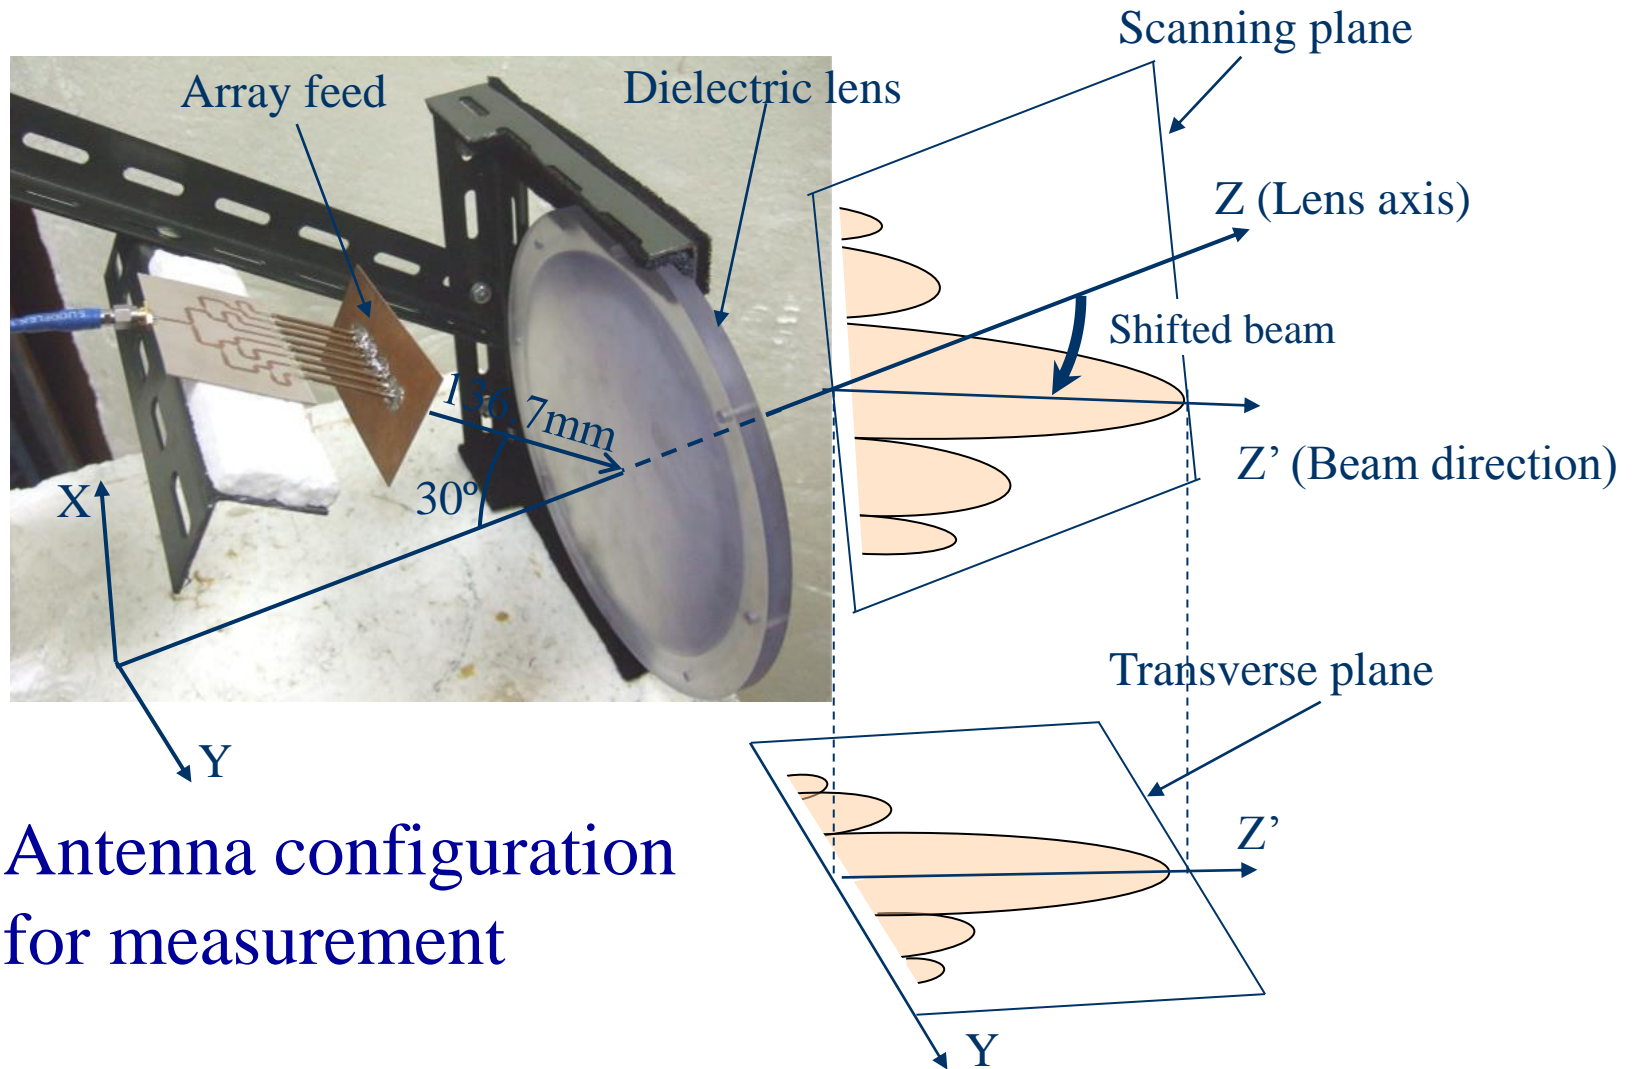 Scanning plane
Array feed
Dielectric lens
Z (Lens axis)
Shifted beam
136.7mm
30º
X
Z’ (Beam direction)
Transverse plane
Y
Z’
Antenna configuration
for measurement
Y